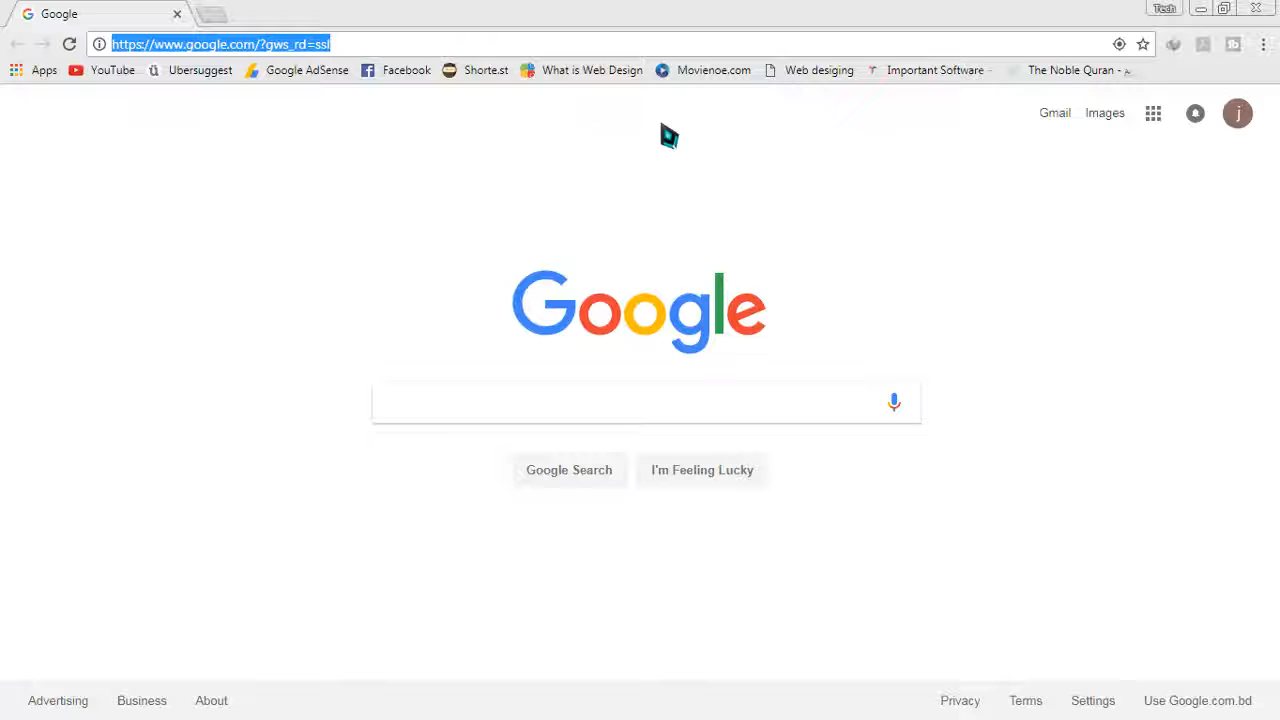 Google
Tech
https://www.google.com/?gws_rd=ssl
Apps YouTube Ubersuggest Google AdSense Facebook Shorte.st What is Web Design Movienoe.com Web desiging Important Software - The Noble Quran -
Gmail Images j
Google
Google Search I'm Feeling Lucky
Advertising Business About Privacy Terms Settings Use Google.com.bd